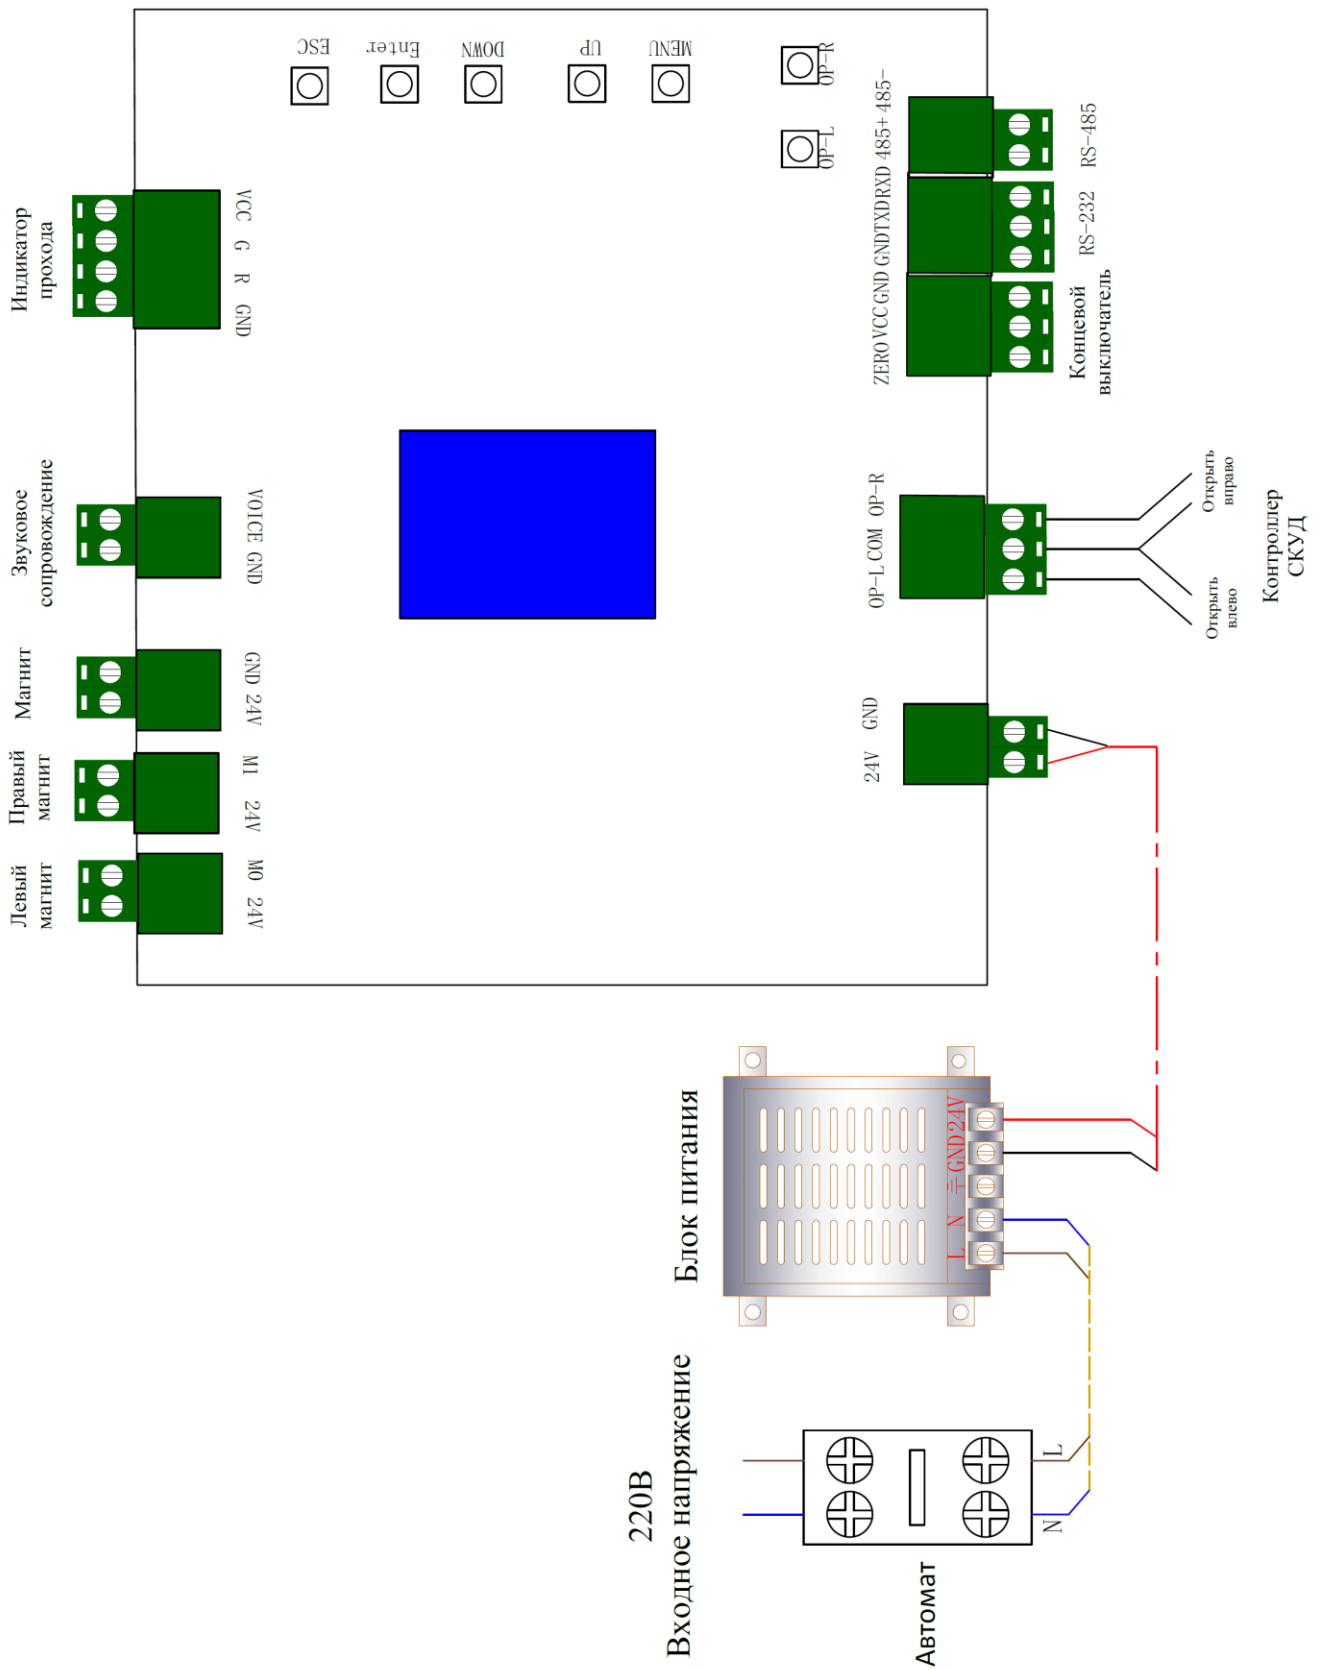 ESC
Enter
DOWN
UP
MENU
OP-R
OP-L
Индикатор
прохода
VCC
G
R
GND
Звуковое
сопровождение
VOICE
GND
Магнит
GND
24V
Правый
магнит
M1
24V
Левый
магнит
M0
24V
485-
485+
RXD
TXD
GND
GND
VCC
ZERO
RS-485
RS-232
Концевой
выключатель
OP-L COM OP-R
Открыть
вправо
Открыть
влево
Контроллер
СКУД
24V GND
Блок питания
L N ⏚ GND 24V
220В
Входное напряжение
L
N
Автомат